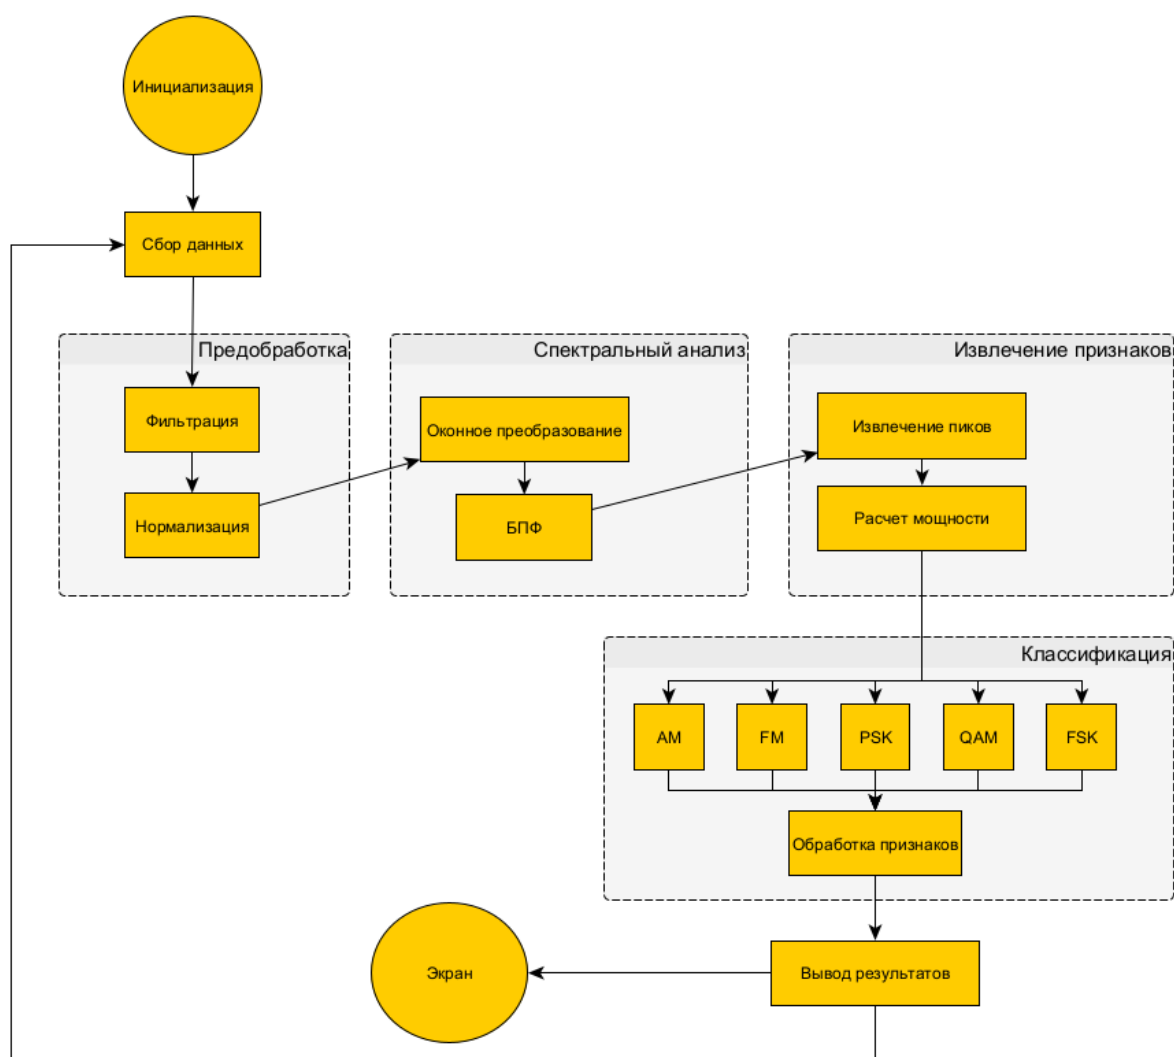 Инициализация
Сбор данных
Предобработка
Фильтрация
Нормализация
Спектральный анализ
Оконное преобразование
БПФ
Извлечение признаков
Извлечение пиков
Расчет мощности
Классификация
AM
FM
PSK
QAM
FSK
Обработка признаков
Экран
Вывод результатов